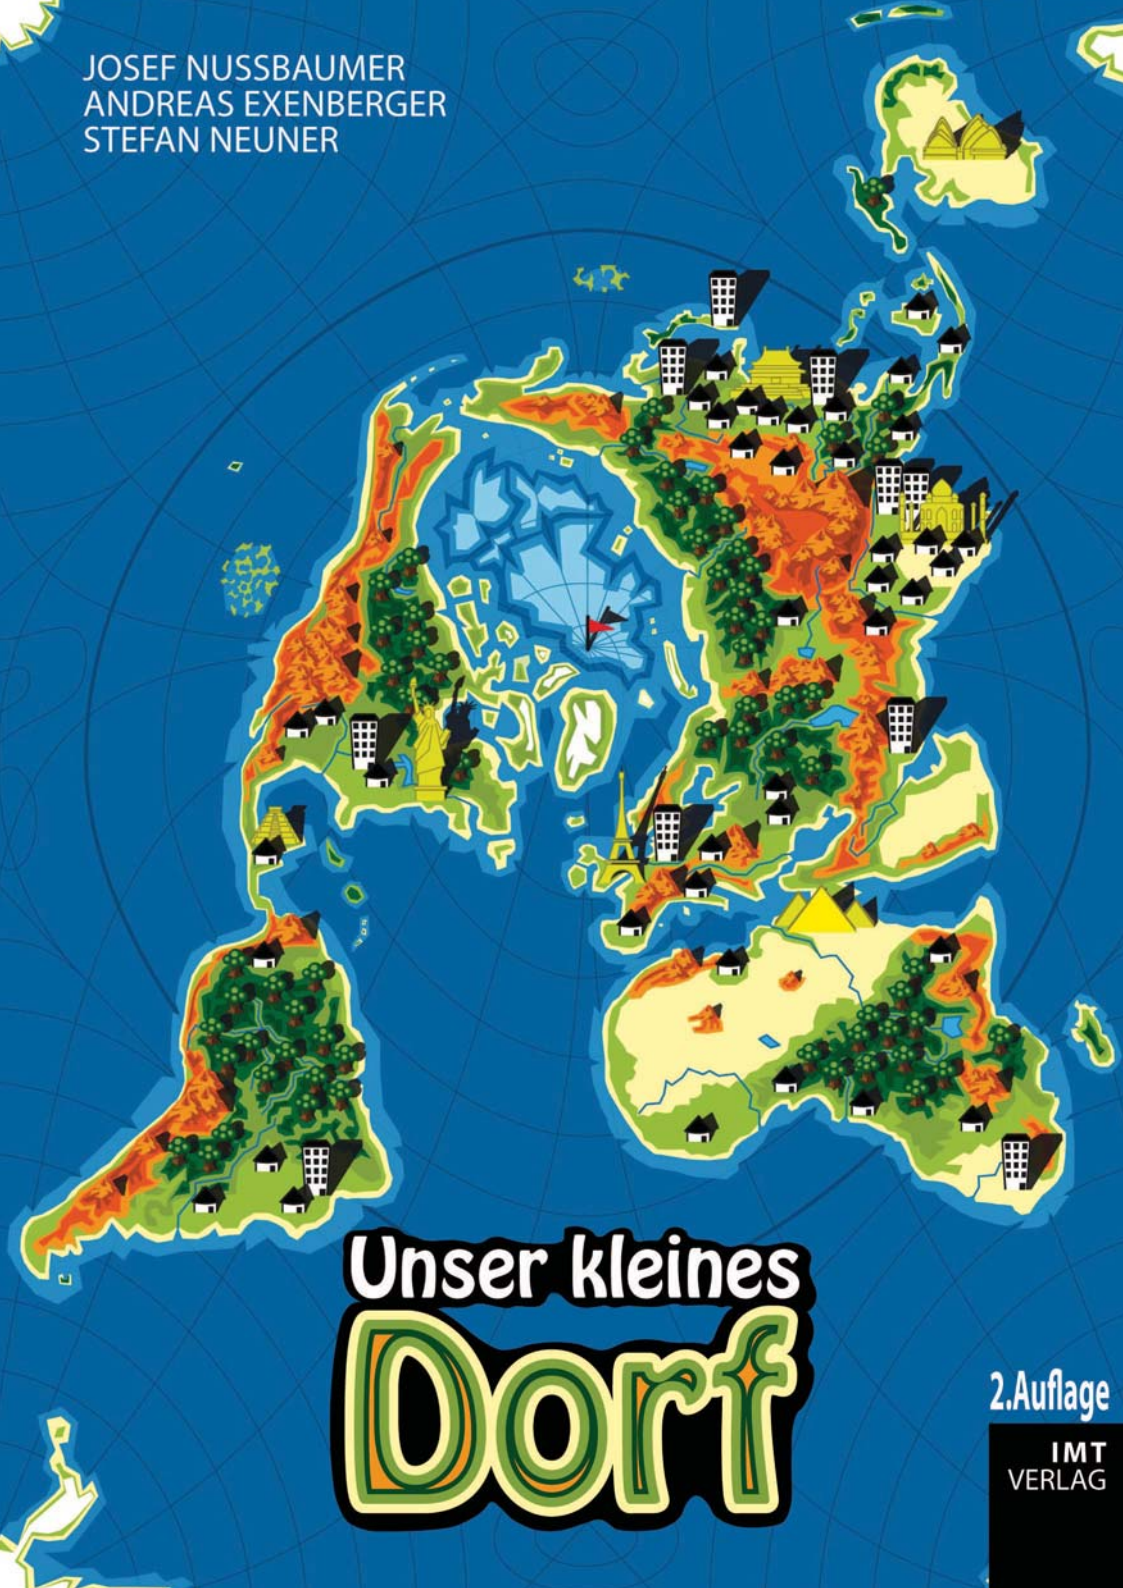 JOSEF NUSSBAUMER
ANDREAS EXENBERGER
STEFAN NEUNER
Unser kleines
Dorf
2.Auflage
IMT
VERLAG